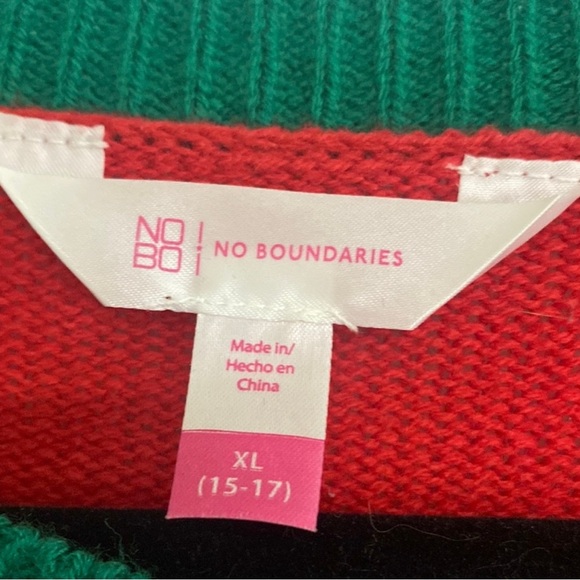 NO
BO
NO BOUNDARIES
Made in/
Hecho en
China
XL
(15-17)